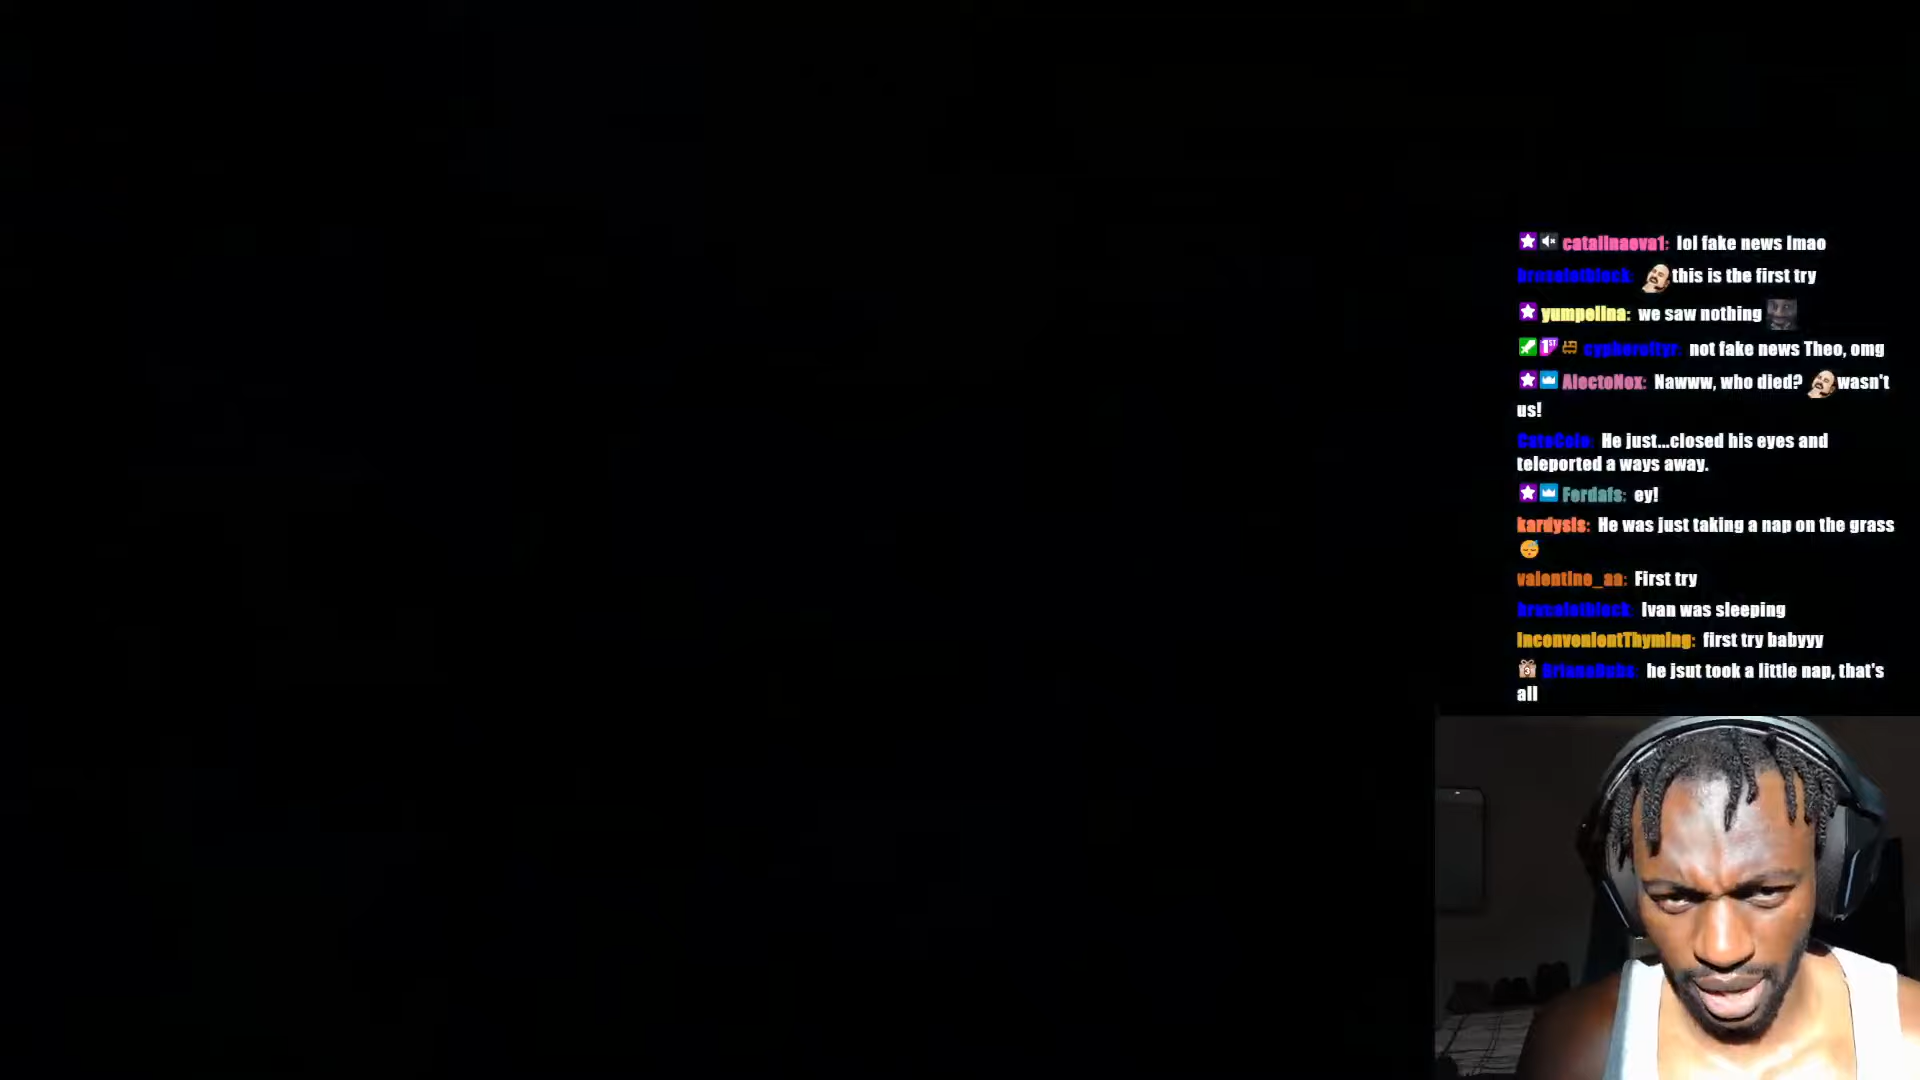 catalinaeva1: lol fake news lmao
this is the first try
yumpelina: we saw nothing
not fake news Theo, omg
AlectoNox: Nawww, who died? wasn't
us!
He just...closed his eyes and
teleported a ways away.
Ferdafs: ey!
kardysis: He was just taking a nap on the grass
valentine_aa: First try
Ivan was sleeping
InconvenientThyming: first try babyyy
he jsut took a little nap, that's
all